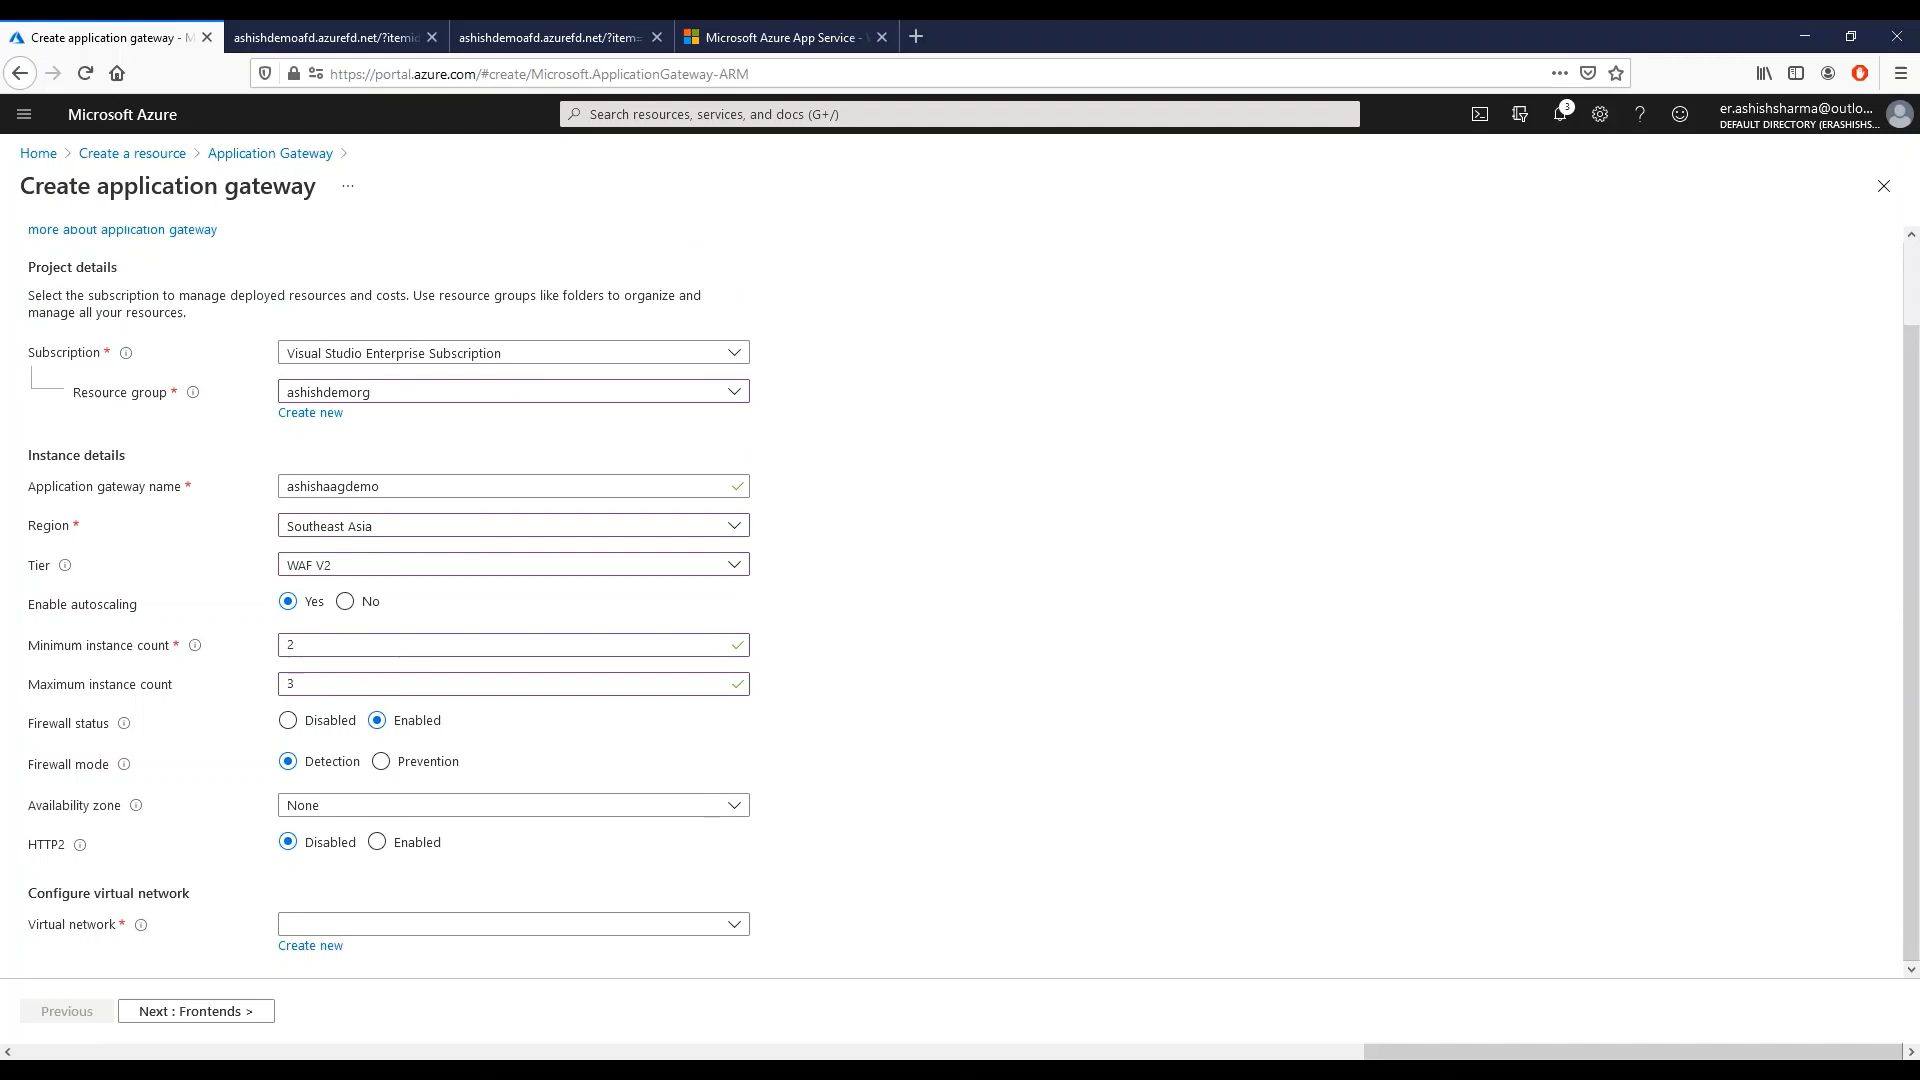 Create application gateway - M
ashishdemoafd.azurefd.net/?itemid
ashishdemoafd.azurefd.net/?item=
Microsoft Azure App Service -
https://portal.azure.com/#create/Microsoft.ApplicationGateway-ARM
Microsoft Azure
Search resources, services, and docs (G+/)
3
er.ashishsharma@outlo...
DEFAULT DIRECTORY (ERASHISHS...
Home > Create a resource > Application Gateway >
Create application gateway ...
more about application gateway
Project details
Select the subscription to manage deployed resources and costs. Use resource groups like folders to organize and
manage all your resources.
Subscription * Visual Studio Enterprise Subscription
Resource group * ashishdemorg
Create new
Instance details
Application gateway name * ashishaagdemo
Region * Southeast Asia
Tier WAF V2
Enable autoscaling Yes No
Minimum instance count * 2
Maximum instance count 3
Firewall status Disabled Enabled
Firewall mode Detection Prevention
Availability zone None
HTTP2 Disabled Enabled
Configure virtual network
Virtual network *
Create new
Previous
Next : Frontends >